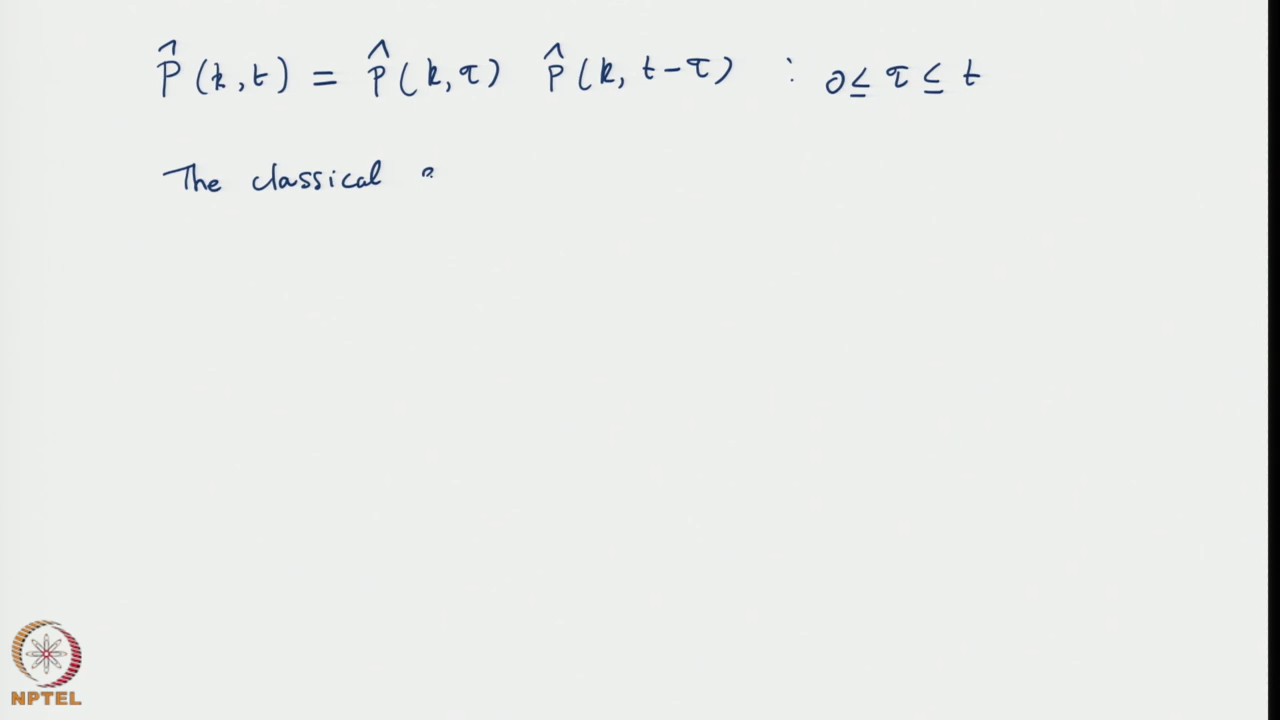 P̂(k,t) = P̂(k,τ) P̂(k, t-τ) : 0 ≤ τ ≤ t
The classical
NPTEL